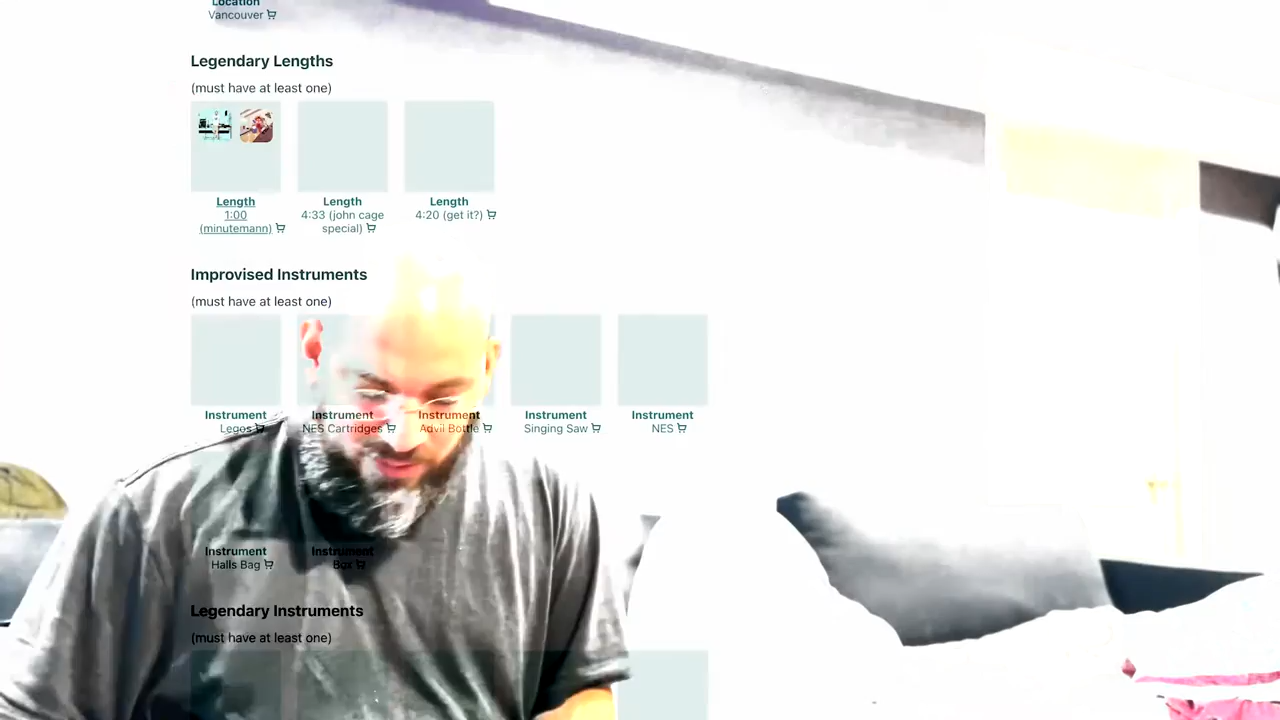 Location
Vancouver
Legendary Lengths
(must have at least one)
Length
1:00
(minutemann)
Length
4:33 (john cage
special)
Length
4:20 (get it?)
Improvised Instruments
(must have at least one)
Instrument
Legos
Instrument
NES Cartridges
Instrument
Advil Bottle
Instrument
Singing Saw
Instrument
NES
Instrument
Halls Bag
Instrument
Box
Legendary Instruments
(must have at least one)